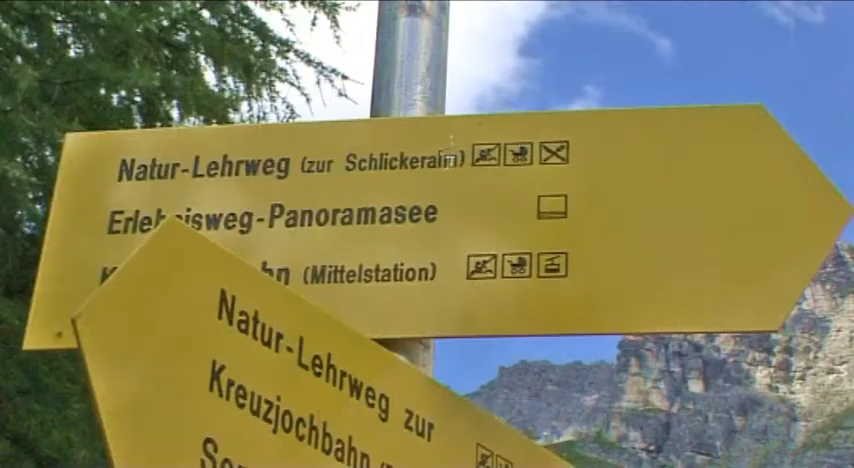 Natur-Lehrweg (zur Schlickeralm)
Erlebnisweg-Panoramasee
(Mittelstation)
Natur-Lehrweg zur
Kreuzjochbahn